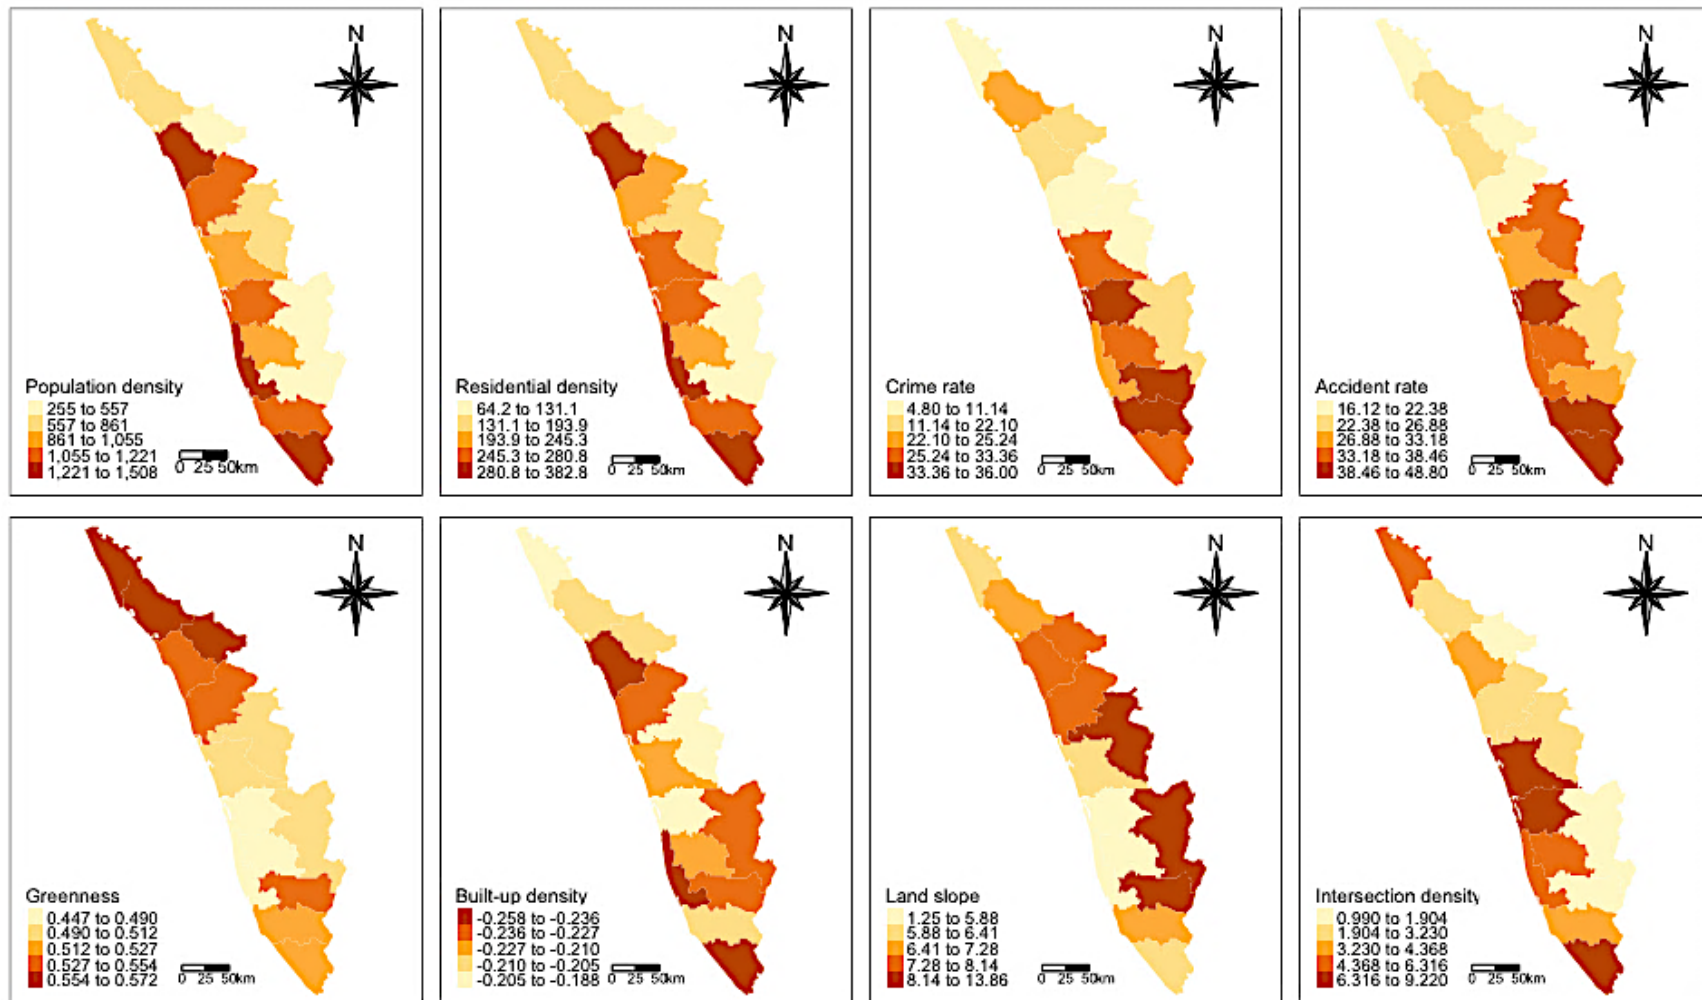 N
Population density
255 to 557
557 to 861
861 to 1,055
1,055 to 1,221
1,221 to 1,508
0 25 50km
N
Residential density
64.2 to 131.1
131.1 to 193.9
193.9 to 245.3
245.3 to 280.8
280.8 to 382.8
0 25 50km
N
Crime rate
4.80 to 11.14
11.14 to 22.10
22.10 to 25.24
25.24 to 33.36
33.36 to 36.00
0 25 50km
N
Accident rate
16.12 to 22.38
22.38 to 26.88
26.88 to 33.18
33.18 to 38.46
38.46 to 48.80
0 25 50km
N
Greenness
0.447 to 0.490
0.490 to 0.512
0.512 to 0.527
0.527 to 0.554
0.554 to 0.572
0 25 50km
N
Built-up density
-0.258 to -0.236
-0.236 to -0.227
-0.227 to -0.210
-0.210 to -0.205
-0.205 to -0.188
0 25 50km
N
Land slope
1.25 to 5.88
5.88 to 6.41
6.41 to 7.28
7.28 to 8.14
8.14 to 13.86
0 25 50km
N
Intersection density
0.990 to 1.904
1.904 to 3.230
3.230 to 4.368
4.368 to 6.316
6.316 to 9.220
0 25 50km